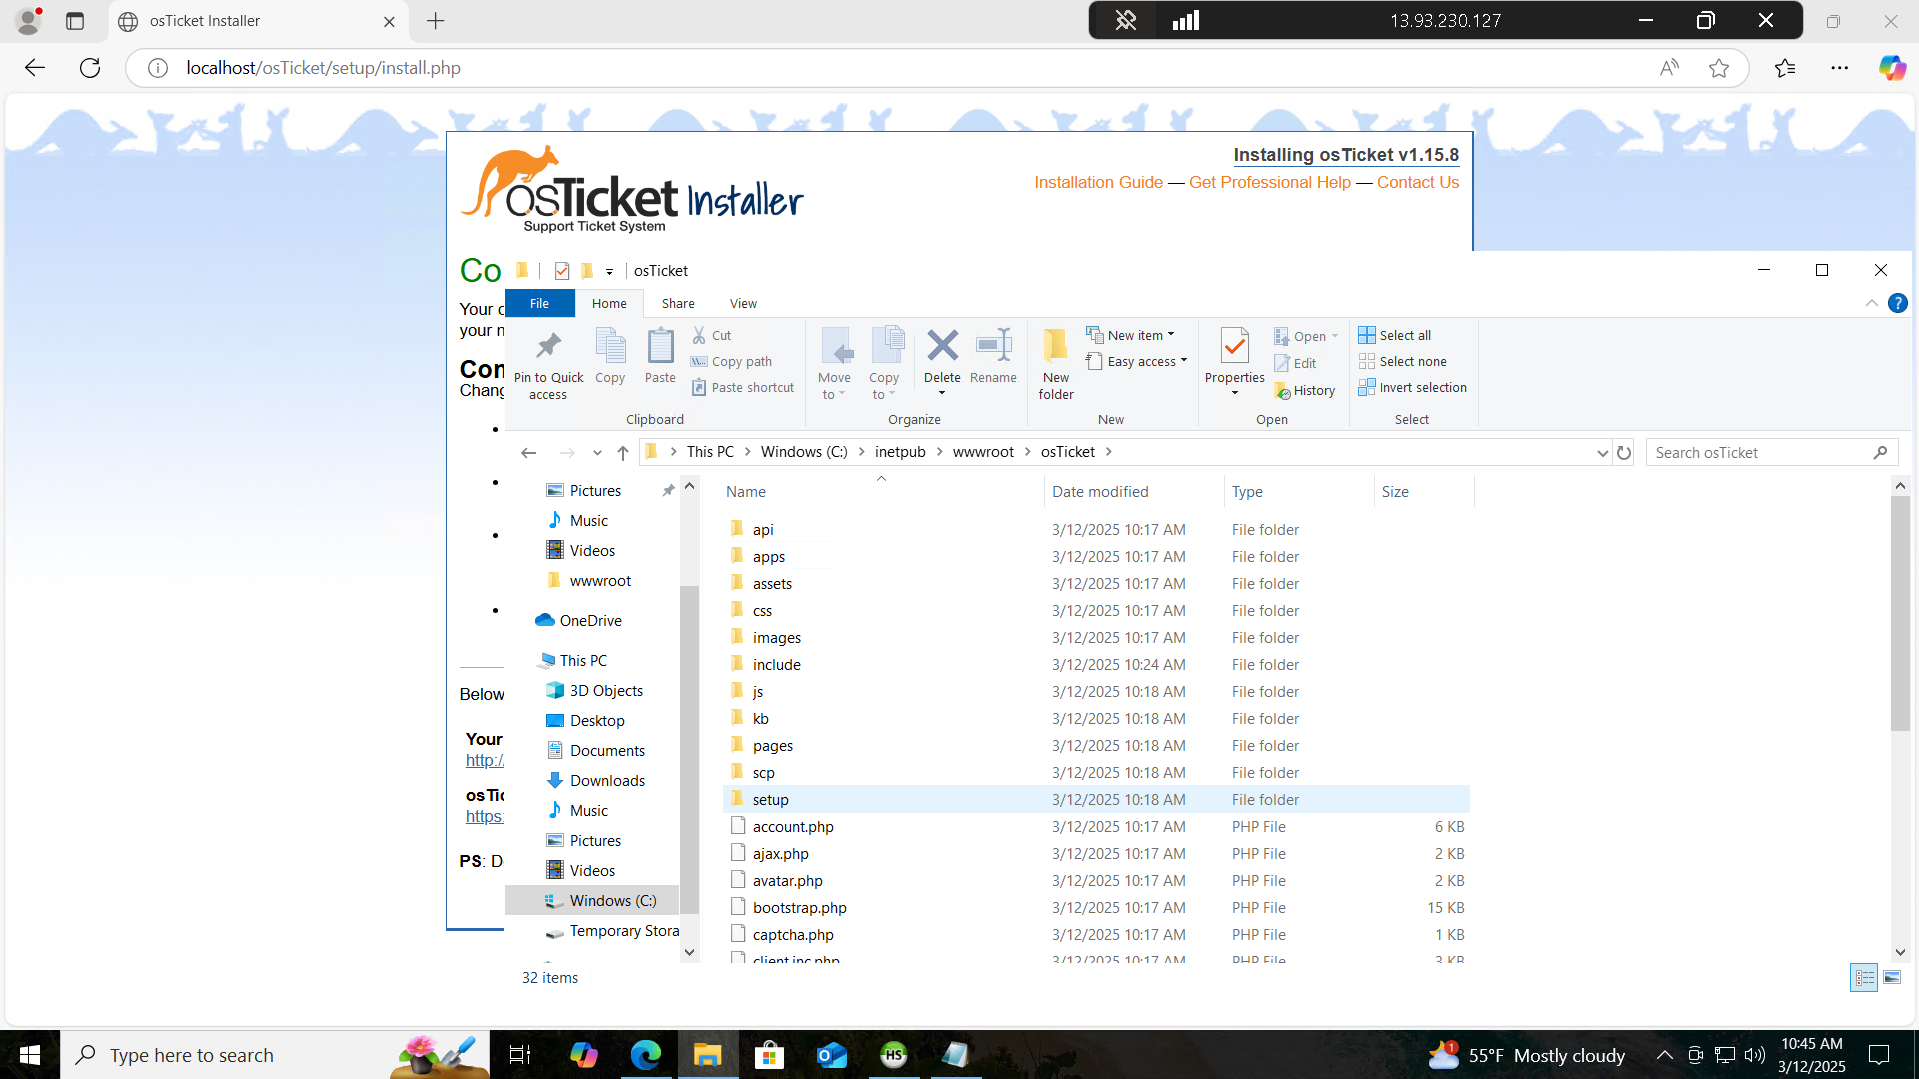 osTicket Installer
13.93.230.127
localhost/osTicket/setup/install.php
osTicket Installer
Support Ticket System
Installing osTicket v1.15.8
Installation Guide — Get Professional Help — Contact Us
Co
Your
your n
Con
Chang
Below
Your
http:/
osTic
https:
PS: D
osTicket
File Home Share View
Pin to Quick access
Copy
Paste
Cut
Copy path
Paste shortcut
Clipboard
Move to
Copy to
Delete
Rename
Organize
New folder
New item
Easy access
New
Properties
Open
Edit
History
Open
Select all
Select none
Invert selection
Select
This PC > Windows (C:) > inetpub > wwwroot > osTicket >
Search osTicket
Pictures
Music
Videos
wwwroot
OneDrive
This PC
3D Objects
Desktop
Documents
Downloads
Music
Pictures
Videos
Windows (C:)
Temporary Stora
Name Date modified Type Size
api 3/12/2025 10:17 AM File folder
apps 3/12/2025 10:17 AM File folder
assets 3/12/2025 10:17 AM File folder
css 3/12/2025 10:17 AM File folder
images 3/12/2025 10:17 AM File folder
include 3/12/2025 10:24 AM File folder
js 3/12/2025 10:18 AM File folder
kb 3/12/2025 10:18 AM File folder
pages 3/12/2025 10:18 AM File folder
scp 3/12/2025 10:18 AM File folder
setup 3/12/2025 10:18 AM File folder
account.php 3/12/2025 10:17 AM PHP File 6 KB
ajax.php 3/12/2025 10:17 AM PHP File 2 KB
avatar.php 3/12/2025 10:17 AM PHP File 2 KB
bootstrap.php 3/12/2025 10:17 AM PHP File 15 KB
captcha.php 3/12/2025 10:17 AM PHP File 1 KB
client.inc.php 3/12/2025 10:17 AM PHP File 3 KB
32 items
Type here to search
HS
1
55°F Mostly cloudy
10:45 AM
3/12/2025